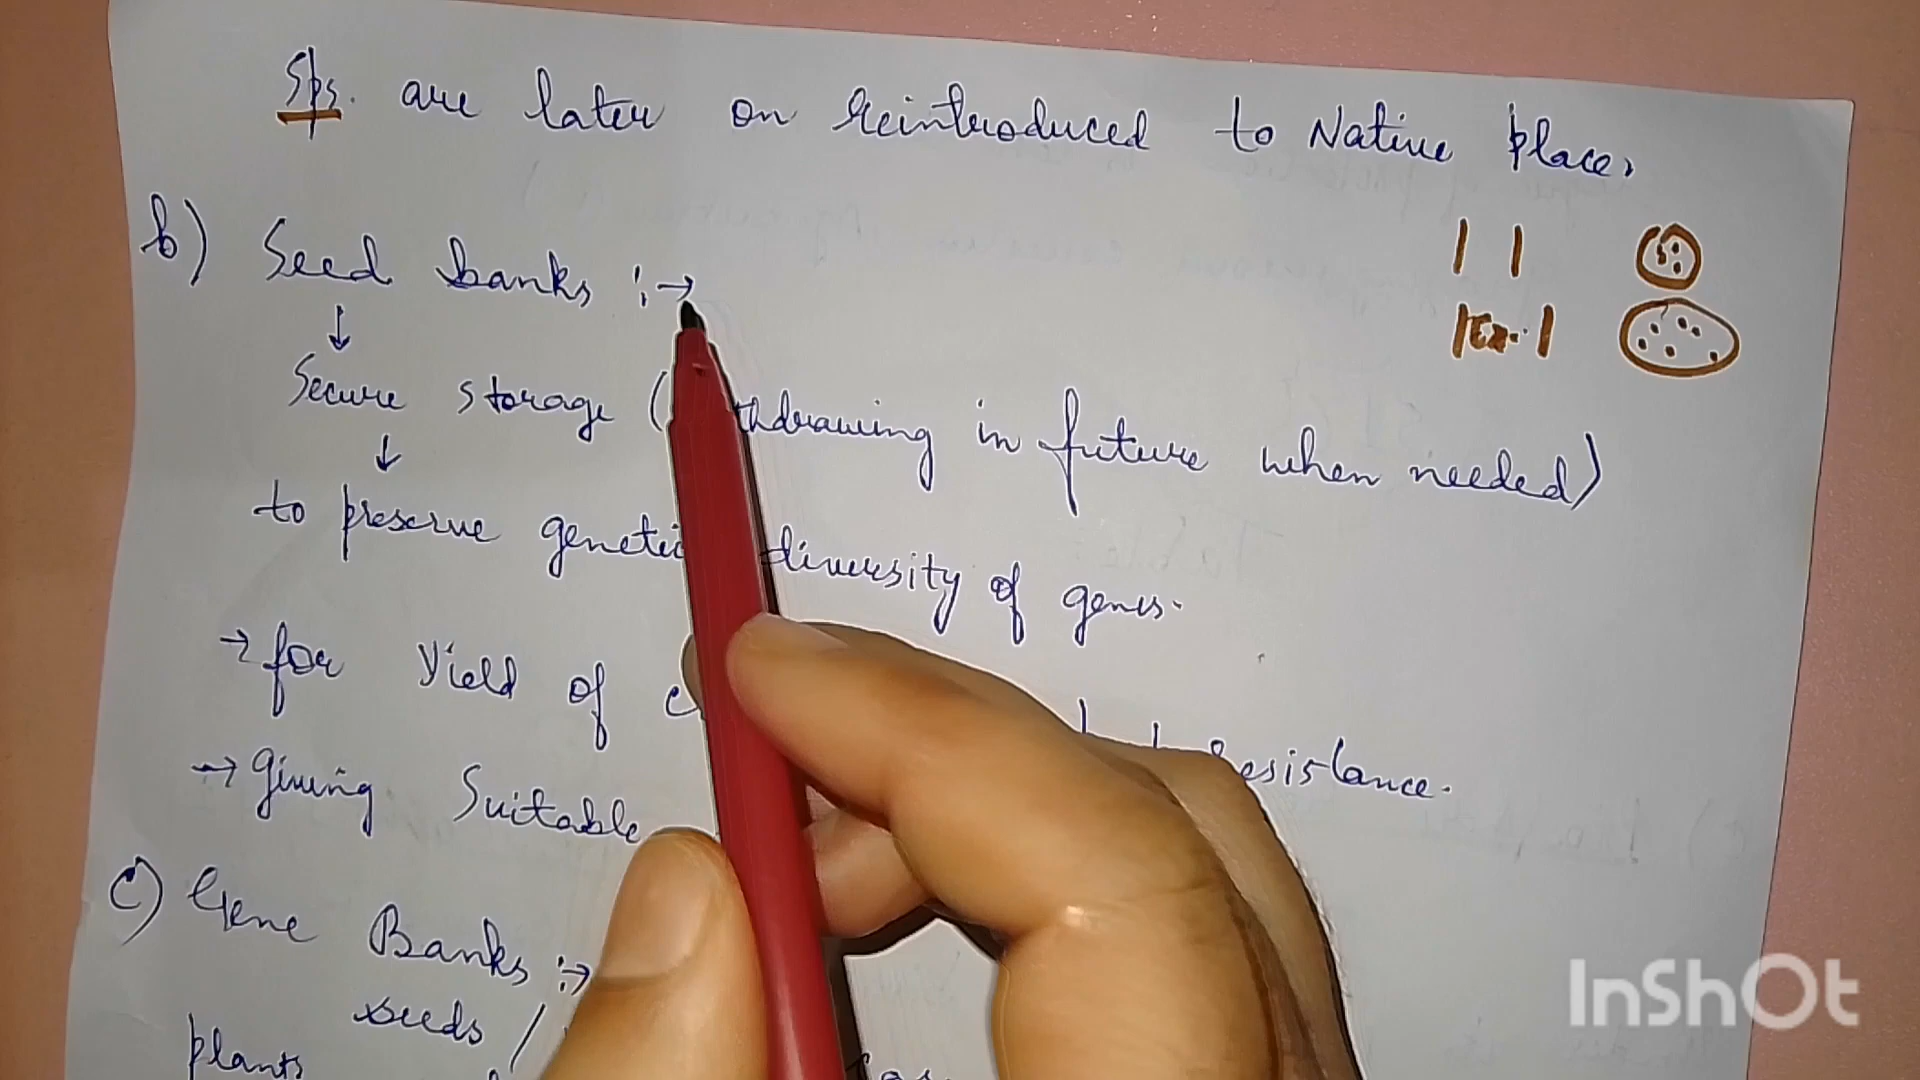 Sps. are later on reintroduced to Native place,
b) Seed banks :→
↓
Secure storage ( thdrawing in future when needed)
↓
to preserve genetic diversity of genes.
→ for Yield of c esistance.
→ giving Suitable
c) Gene Banks :→
seeds /
plants
| |
|Ex.|
InShOt